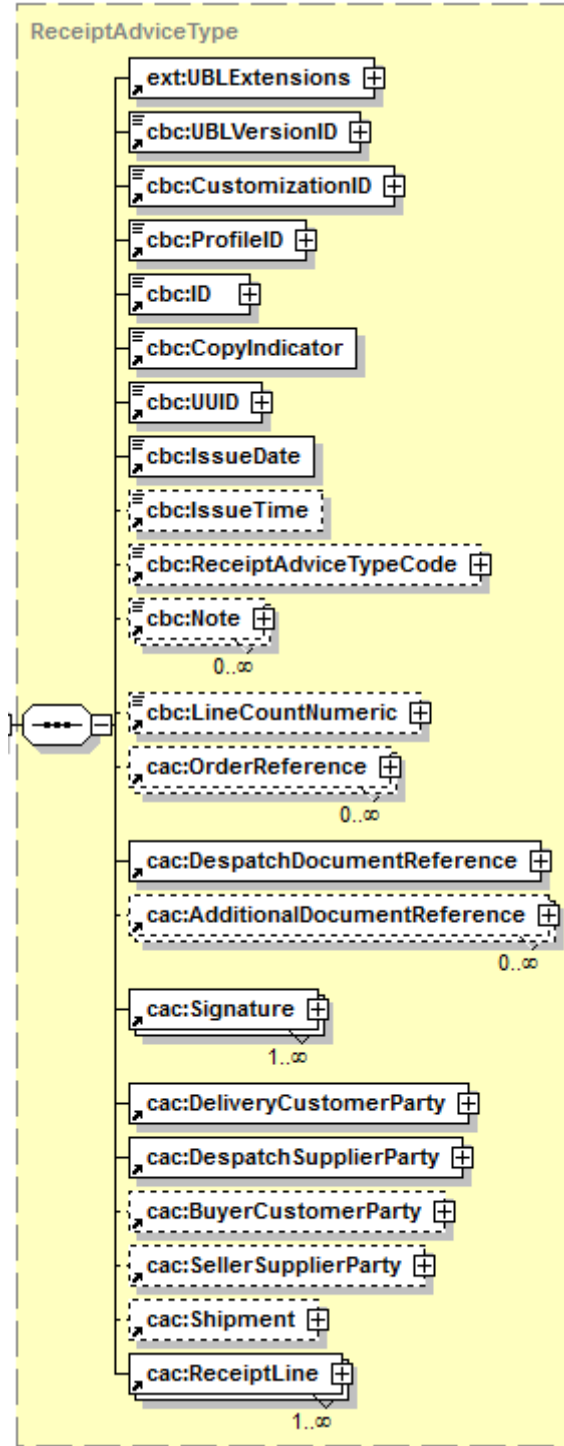 ReceiptAdviceType
ext:UBLExtensions
cbc:UBLVersionID
cbc:CustomizationID
cbc:ProfileID
cbc:ID
cbc:CopyIndicator
cbc:UUID
cbc:IssueDate
cbc:IssueTime
cbc:ReceiptAdviceTypeCode
cbc:Note
0..∞
cbc:LineCountNumeric
cac:OrderReference
0..∞
cac:DespatchDocumentReference
cac:AdditionalDocumentReference
0..∞
cac:Signature
1..∞
cac:DeliveryCustomerParty
cac:DespatchSupplierParty
cac:BuyerCustomerParty
cac:SellerSupplierParty
cac:Shipment
cac:ReceiptLine
1..∞